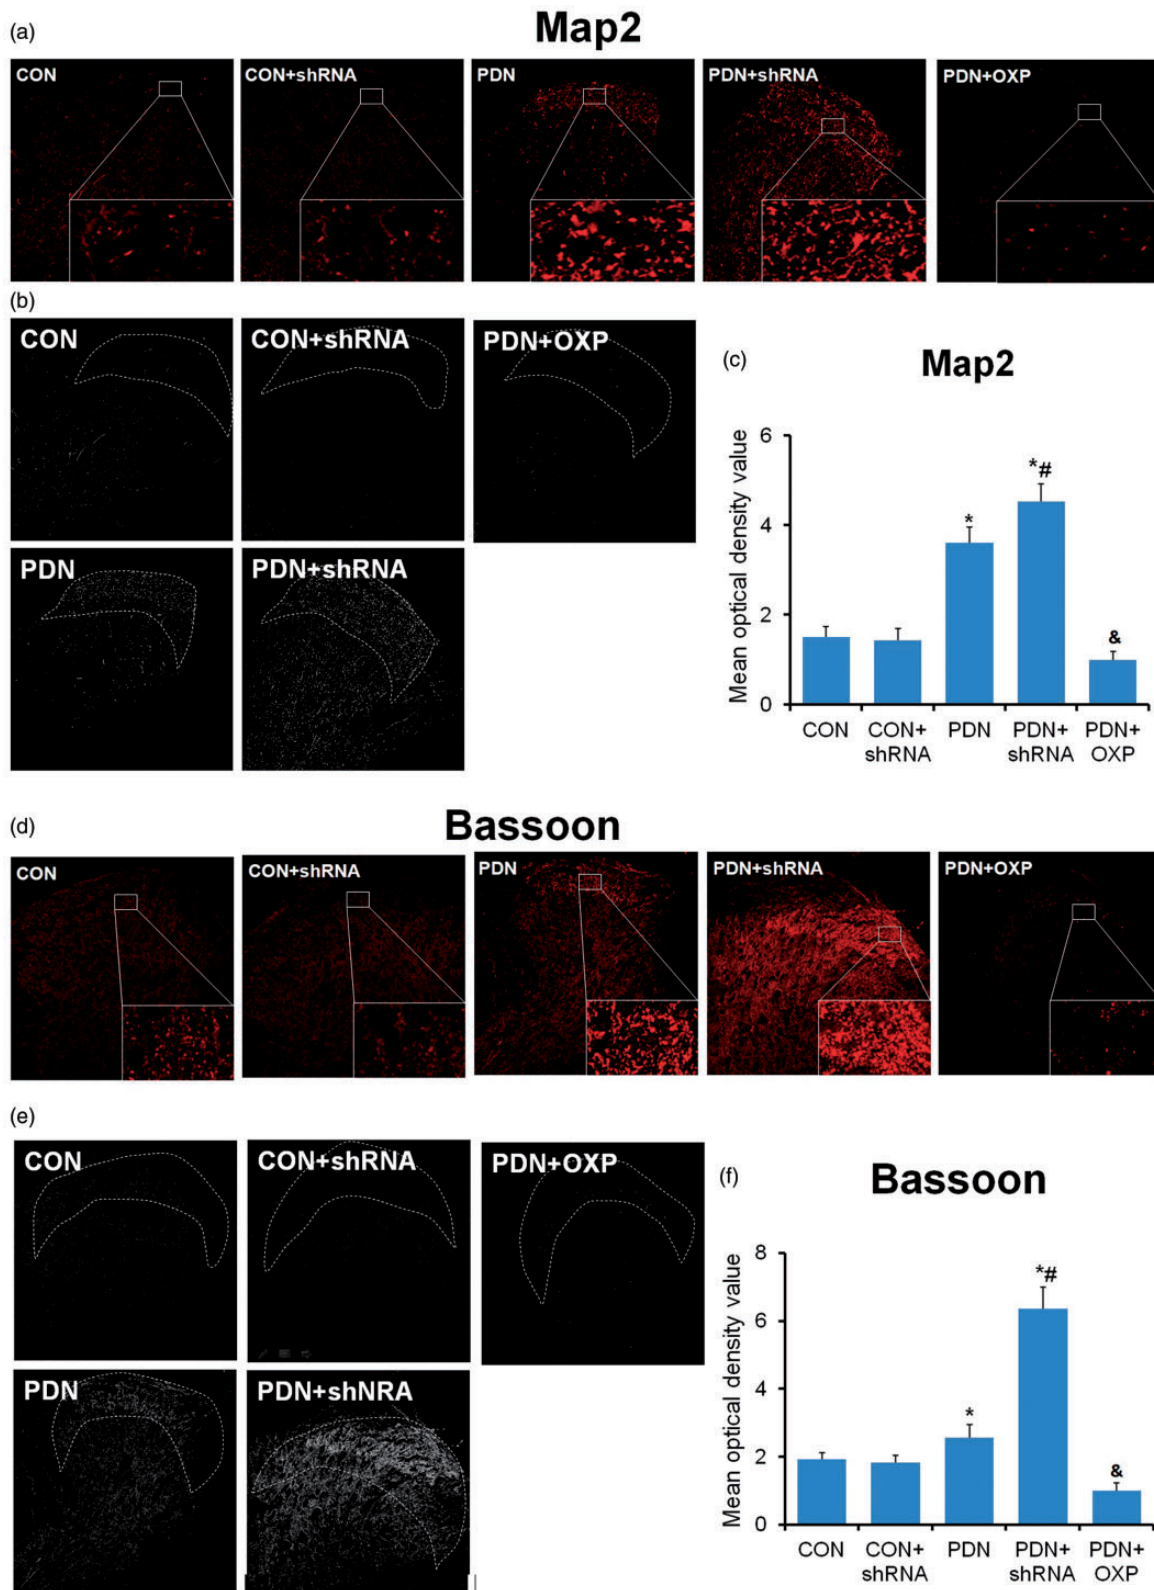 (a)
Map2
CON
CON+shRNA
PDN
PDN+shRNA
PDN+OXP
(b)
CON
CON+shRNA
PDN+OXP
PDN
PDN+shRNA
(c)
Map2
Mean optical density value
6
4
2
0
*
*#
&
CON
CON+
shRNA
PDN
PDN+
shRNA
PDN+
OXP
(d)
Bassoon
CON
CON+shRNA
PDN
PDN+shRNA
PDN+OXP
(e)
CON
CON+shRNA
PDN+OXP
PDN
PDN+shNRA
(f)
Bassoon
Mean optical density value
8
6
4
2
0
*
*#
&
CON
CON+
shRNA
PDN
PDN+
shRNA
PDN+
OXP